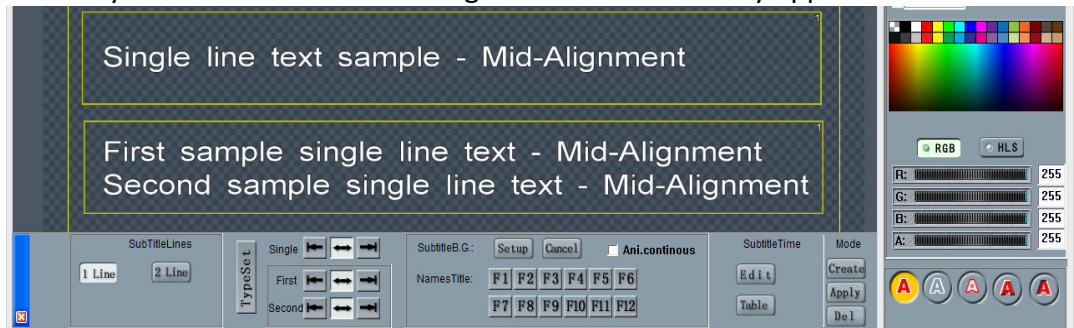 Single line text sample - Mid-Alignment
1
First sample single line text - Mid-Alignment
Second sample single line text - Mid-Alignment
1
RGB
HLS
R: 255
G: 255
B: 255
A: 255
SubTitleLines
1 Line
2 Line
TypeSet
Single
First
Second
SubtitleB.G.: Setup Cancel Ani.continous
NamesTitle: F1 F2 F3 F4 F5 F6
F7 F8 F9 F10 F11 F12
SubtitleTime
Edit
Table
Mode
Create
Apply
Del
A A A A A